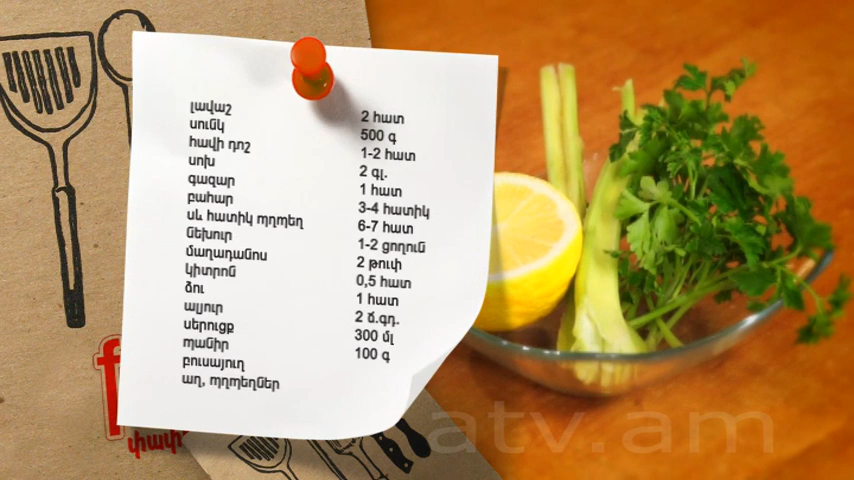 լավաշ 2 հատ
սունկ 500 գ
հավի դոշ 1-2 հատ
սոխ 2 գլ.
գազար 1 հատ
բահար 3-4 հատիկ
սև հատիկ պղպեղ 6-7 հատ
նեխուր 1-2 ցողուն
մաղադանոս 2 թուփ
կիտրոն 0,5 հատ
ձու 1 հատ
ալյուր 2 ճ.գդ.
սերուցք 300 մլ
պանիր 100 գ
բուսայուղ
աղ, պղպեղներ
atv.am